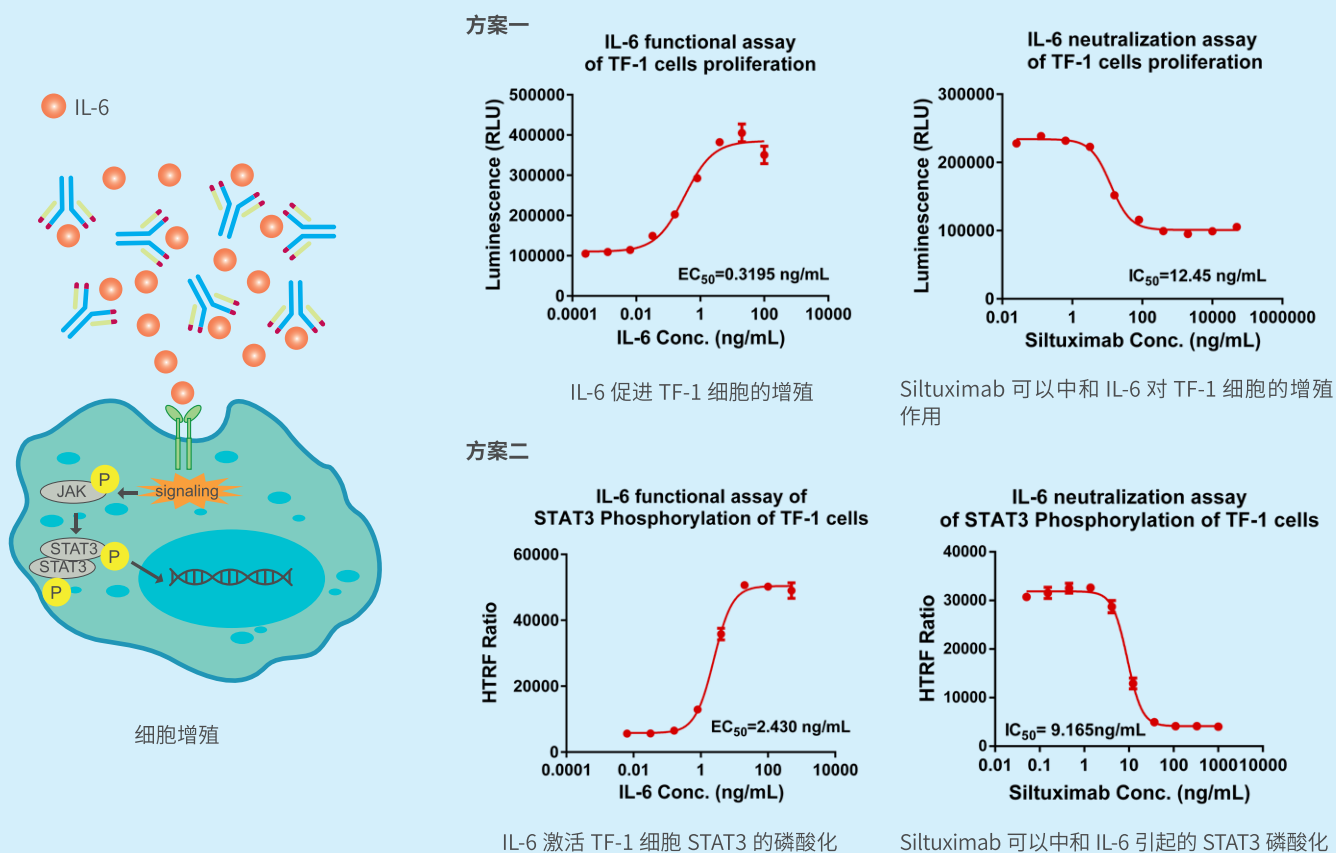 IL-6
P
JAK
signaling
STAT3
P
STAT3
P
细胞增殖
方案一
IL-6 functional assay
of TF-1 cells proliferation
Luminescence (RLU)
500000
400000
300000
200000
100000
0
EC50=0.3195 ng/mL
0.0001 0.01 1 100 10000
IL-6 Conc. (ng/mL)
IL-6 促进 TF-1 细胞的增殖
IL-6 neutralization assay
of TF-1 cells proliferation
Luminescence (RLU)
300000
200000
100000
0
IC50=12.45 ng/mL
0.01 1 100 10000 1000000
Siltuximab Conc. (ng/mL)
Siltuximab 可以中和 IL-6 对 TF-1 细胞的增殖
作用
方案二
IL-6 functional assay of
STAT3 Phosphorylation of TF-1 cells
HTRF Ratio
60000
40000
20000
0
EC50=2.430 ng/mL
0.0001 0.01 1 100 10000
IL-6 Conc. (ng/mL)
IL-6 激活 TF-1 细胞 STAT3 的磷酸化
IL-6 neutralization assay
of STAT3 Phosphorylation of TF-1 cells
HTRF Ratio
40000
30000
20000
10000
0
IC50= 9.165ng/mL
0.01 0.1 1 10 100 1000 10000
Siltuximab Conc. (ng/mL)
Siltuximab 可以中和 IL-6 引起的 STAT3 磷酸化